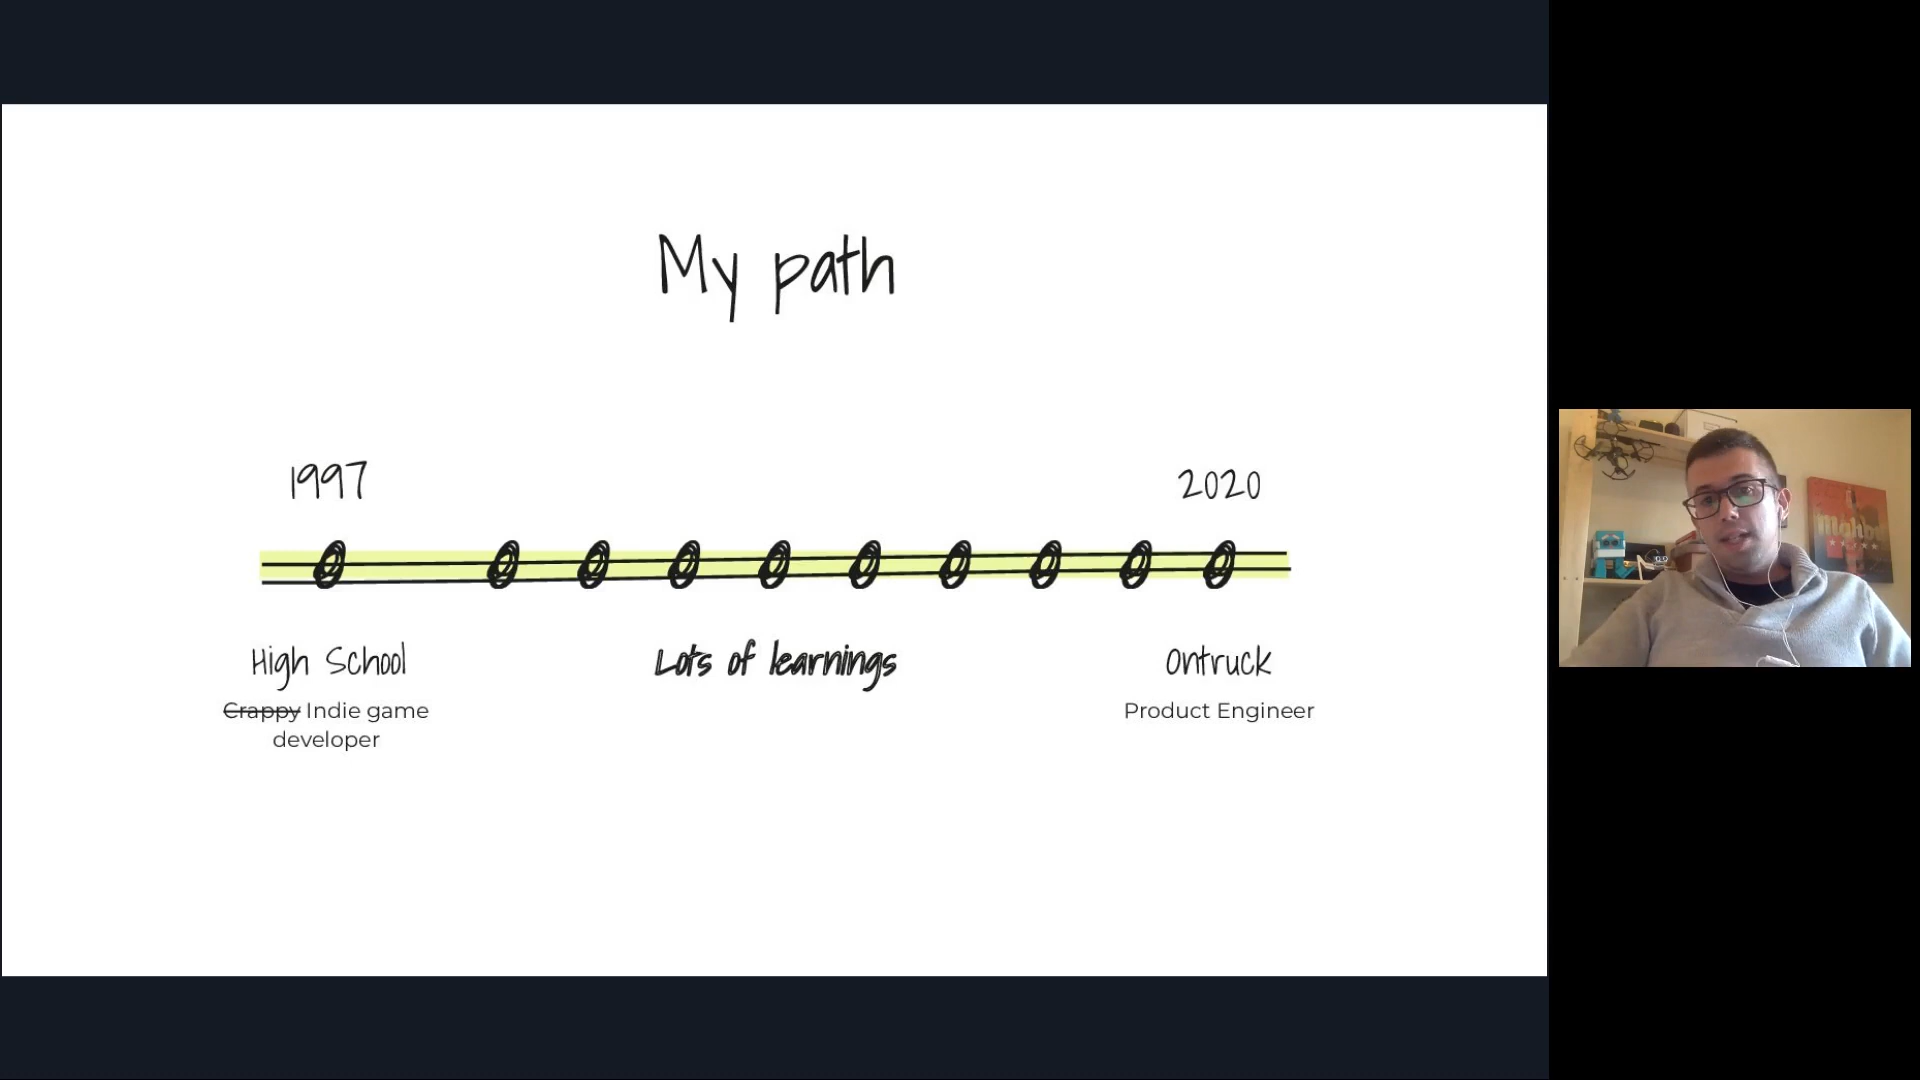 My path
1997
2020
High School
Lots of learnings
Ontruck
Crappy Indie game
developer
Product Engineer